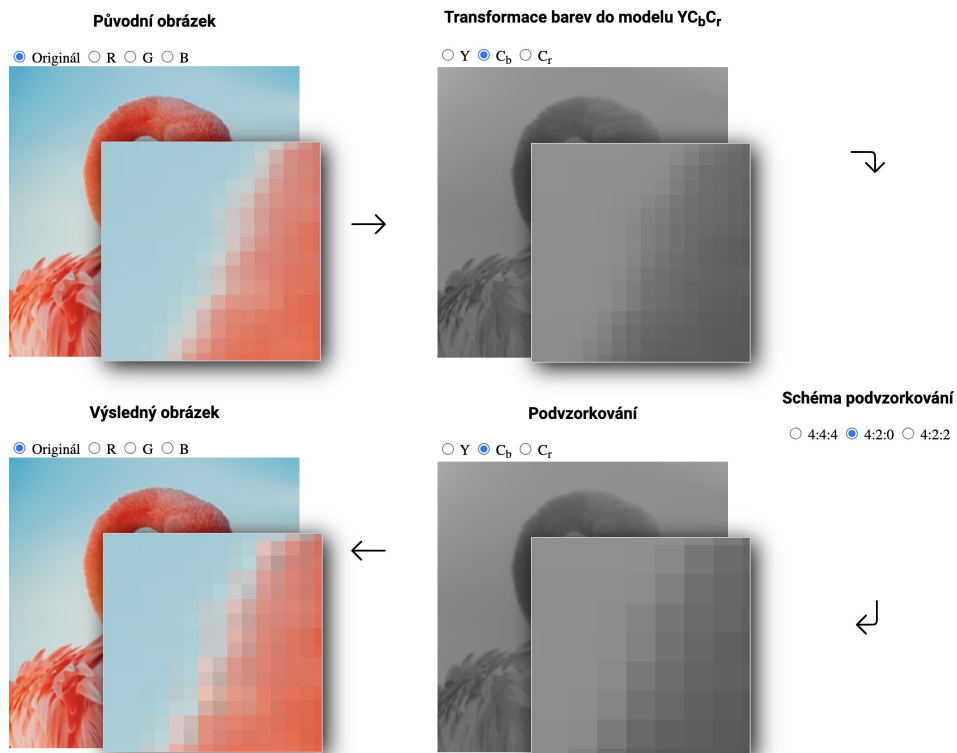 Původní obrázek
Originál R G B
Transformace barev do modelu YCbCr
Y Cb Cr
Výsledný obrázek
Originál R G B
Podvzorkování
Y Cb Cr
Schéma podvzorkování
4:4:4 4:2:0 4:2:2